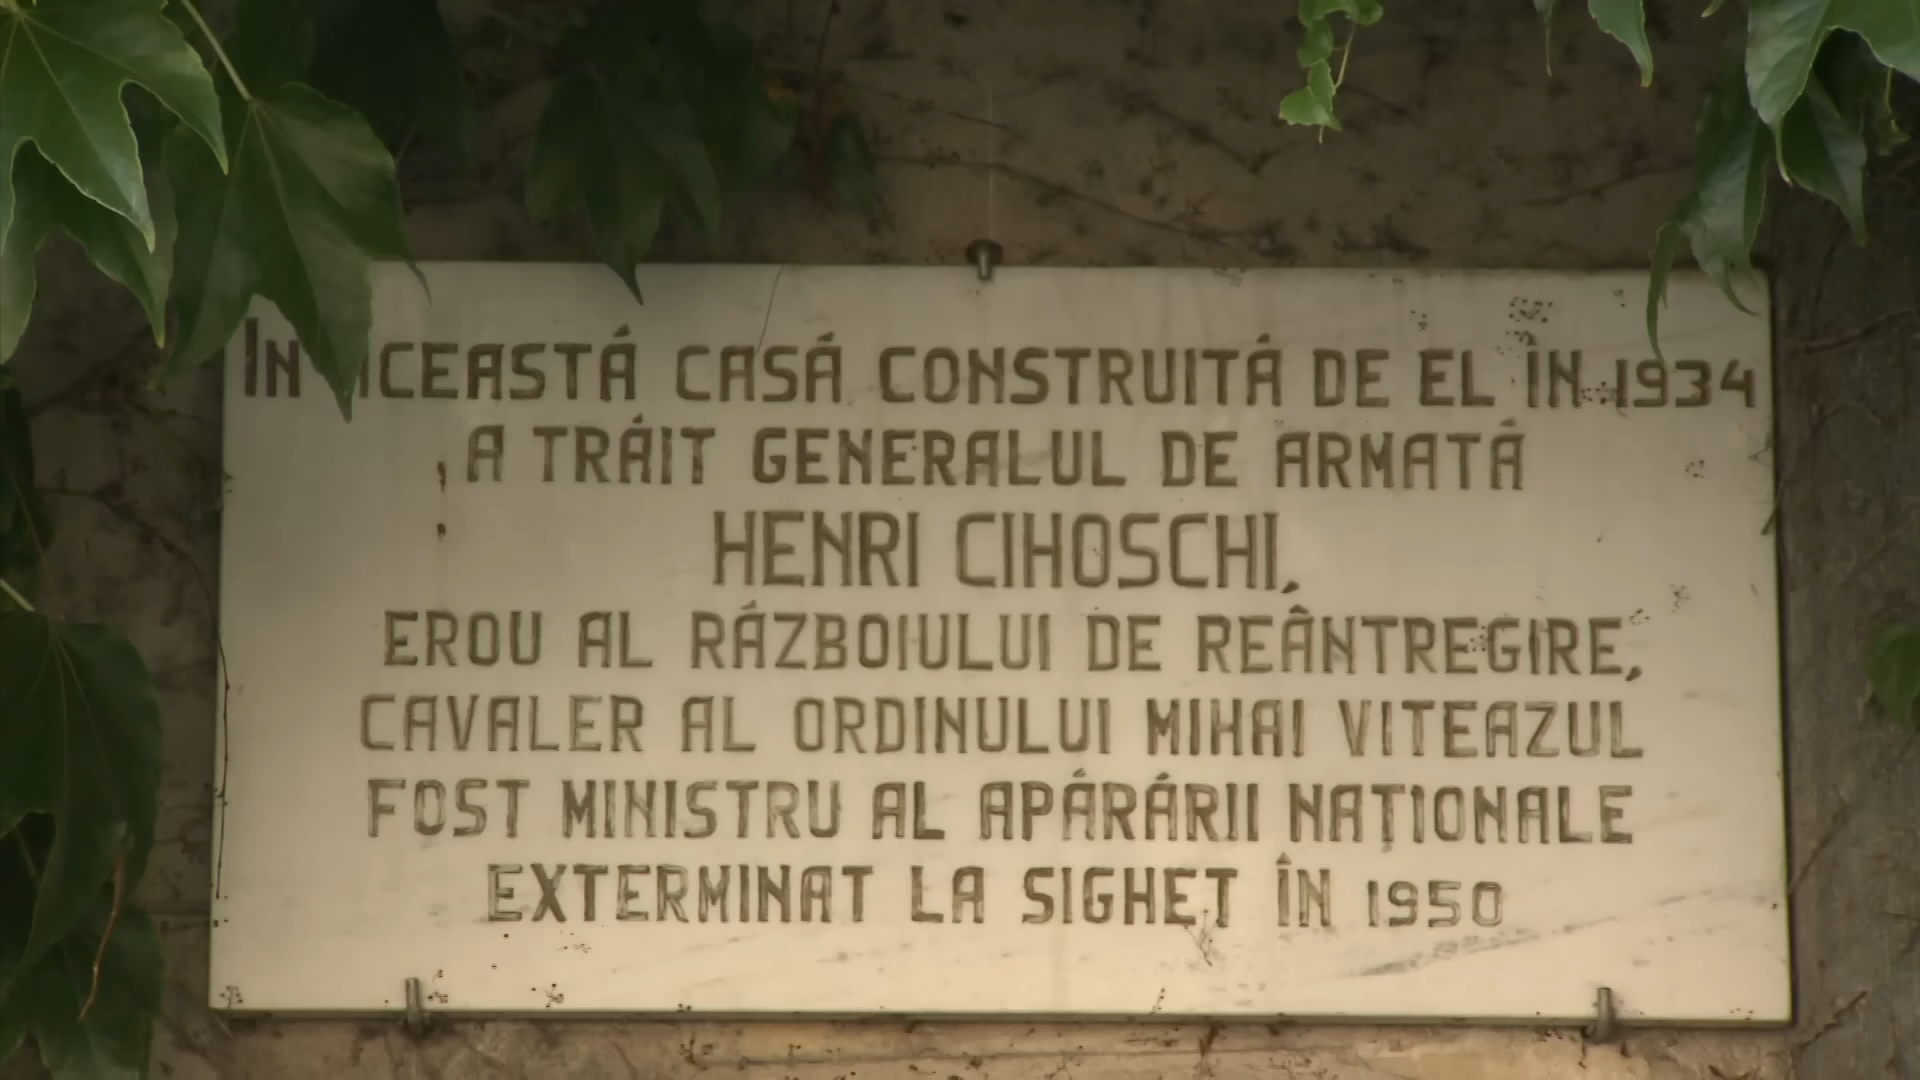 ÎN ACEASTĂ CASĂ CONSTRUITĂ DE EL ÎN 1934
A TRĂIT GENERALUL DE ARMATĂ
HENRI CIHOSCHI,
EROU AL RĂZBOIULUI DE REÂNTREGIRE,
CAVALER AL ORDINULUI MIHAI VITEAZUL
FOST MINISTRU AL APĂRĂRII NAȚIONALE
EXTERMINAT LA SIGHET ÎN 1950